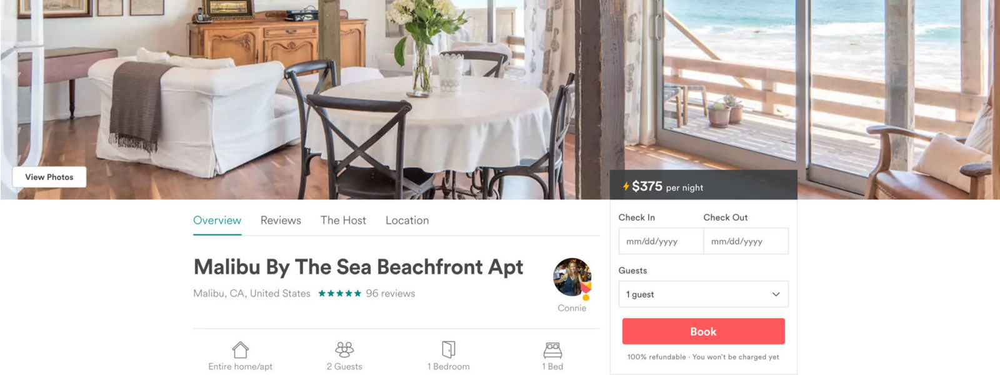 View Photos
$375 per night
Overview Reviews The Host Location
Check In Check Out
mm/dd/yyyy mm/dd/yyyy
Malibu By The Sea Beachfront Apt
Malibu, CA, United States ★★★★★ 96 reviews
Connie
Guests
1 guest
Book
100% refundable · You won't be charged yet
Entire home/apt 2 Guests 1 Bedroom 1 Bed